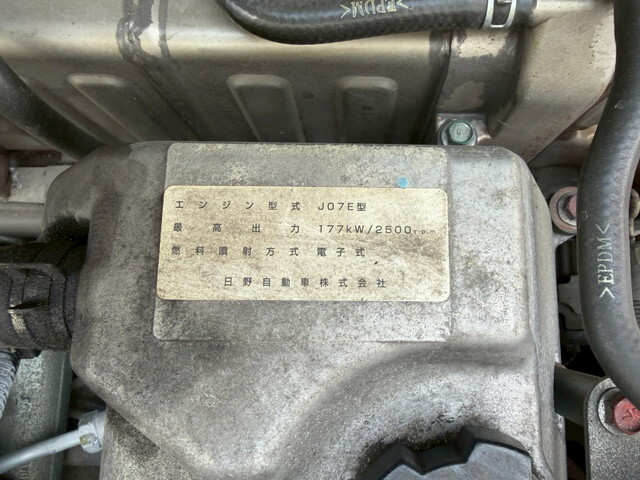 >EPDM<
エンジン型式 J07E型
最高出力 177kW/2500r.p.m
燃料噴射方式 電子式
日野自動車株式会社
>EPDM<